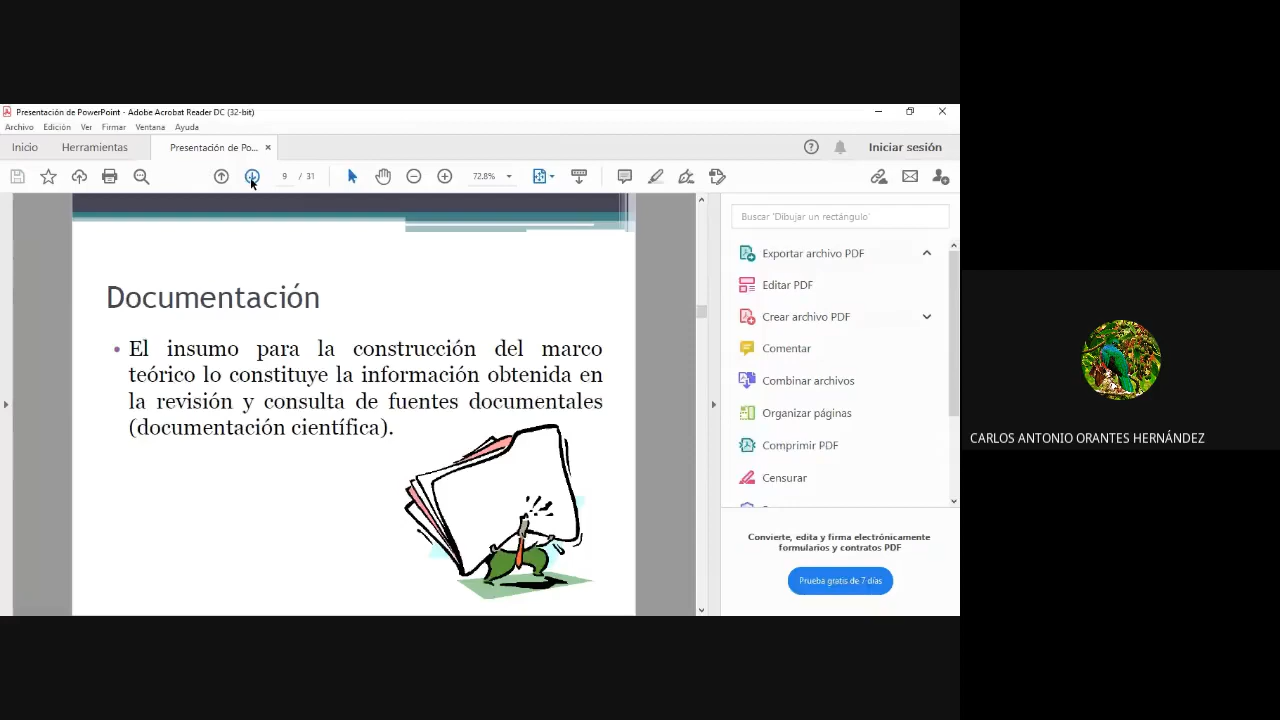 Presentación de PowerPoint - Adobe Acrobat Reader DC (32-bit)
Archivo Edición Ver Firmar Ventana Ayuda
Inicio Herramientas Presentación de Po... Iniciar sesión
9 / 31 72.8%
Buscar 'Dibujar un rectángulo'
Exportar archivo PDF
Editar PDF
Crear archivo PDF
Comentar
Combinar archivos
Organizar páginas
Comprimir PDF
Censurar
Convierte, edita y firma electrónicamente
formularios y contratos PDF
Prueba gratis de 7 días
Documentación
• El insumo para la construcción del marco
teórico lo constituye la información obtenida en
la revisión y consulta de fuentes documentales
(documentación científica).
CARLOS ANTONIO ORANTES HERNÁNDEZ